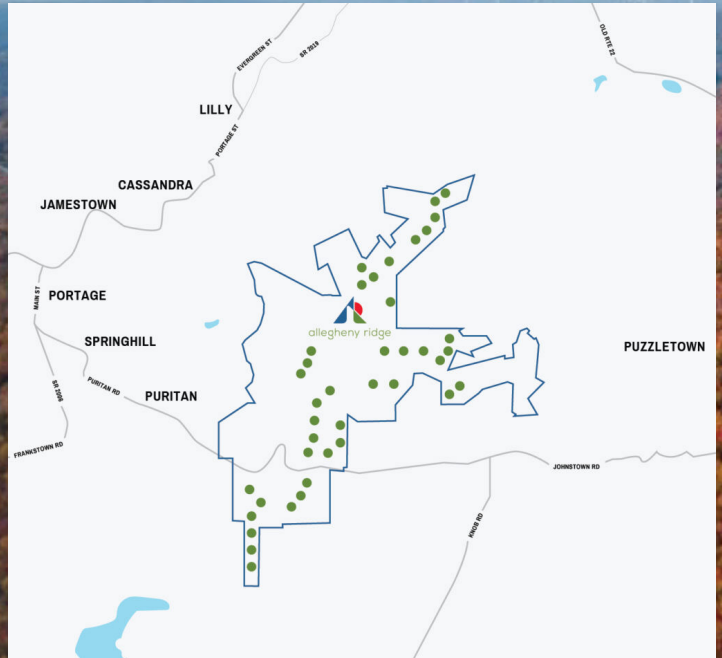 OLD RTE 22
EVERGREEN ST
SR 2019
LILLY
PORTAGE ST
CASSANDRA
JAMESTOWN
MAIN ST
PORTAGE
allegheny ridge
SPRINGHILL
PUZZLETOWN
PURITAN RD
SR 2006
PURITAN
FRANKSTOWN RD
JOHNSTOWN RD
KNOB RD